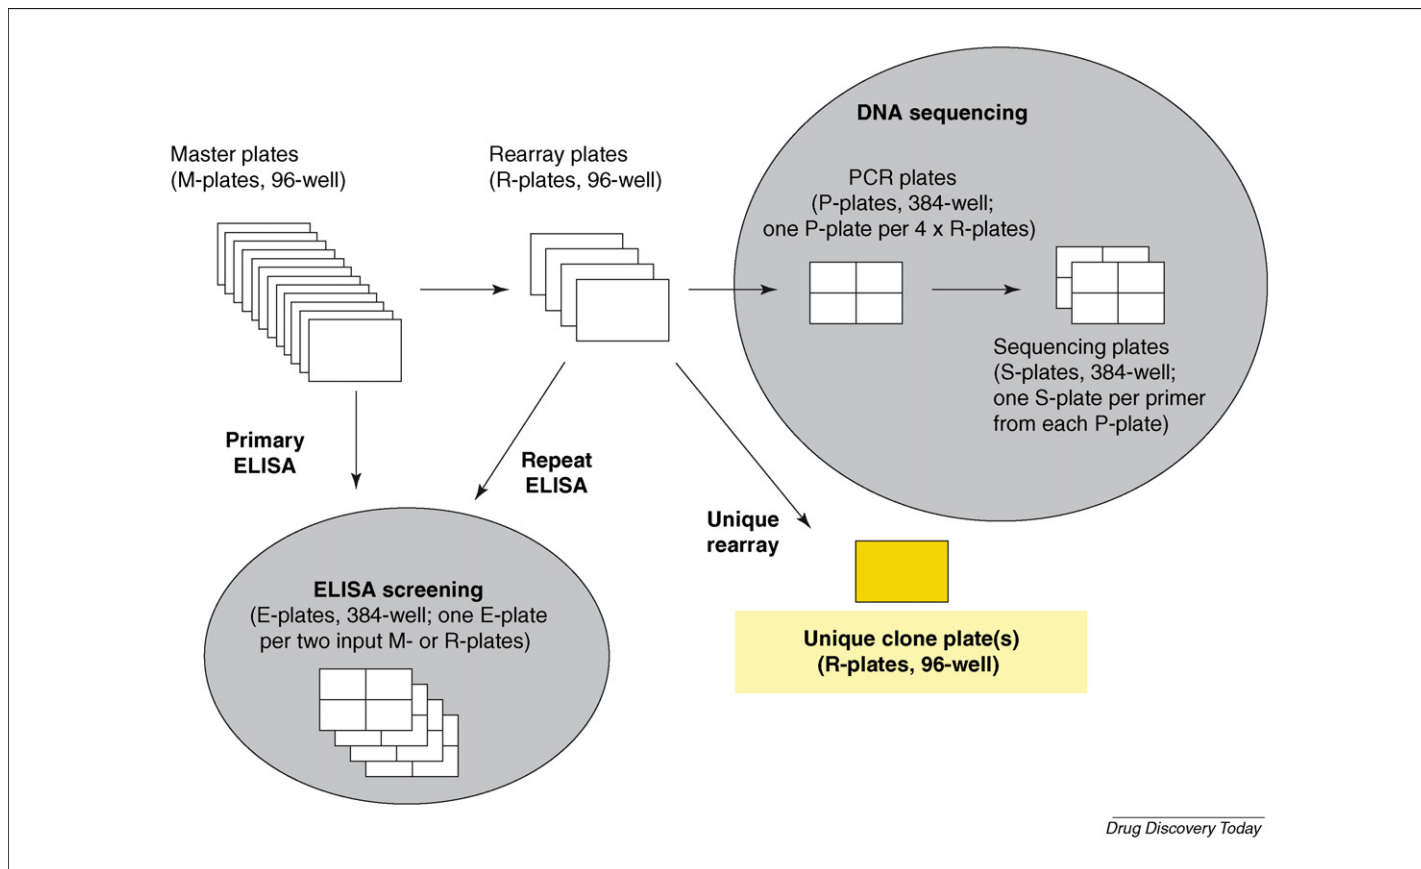 DNA sequencing
Master plates
(M-plates, 96-well)
Rearray plates
(R-plates, 96-well)
PCR plates
(P-plates, 384-well;
one P-plate per 4 x R-plates)
Sequencing plates
(S-plates, 384-well;
one S-plate per primer
from each P-plate)
Primary
ELISA
Repeat
ELISA
Unique
rearray
ELISA screening
(E-plates, 384-well; one E-plate
per two input M- or R-plates)
Unique clone plate(s)
(R-plates, 96-well)
Drug Discovery Today